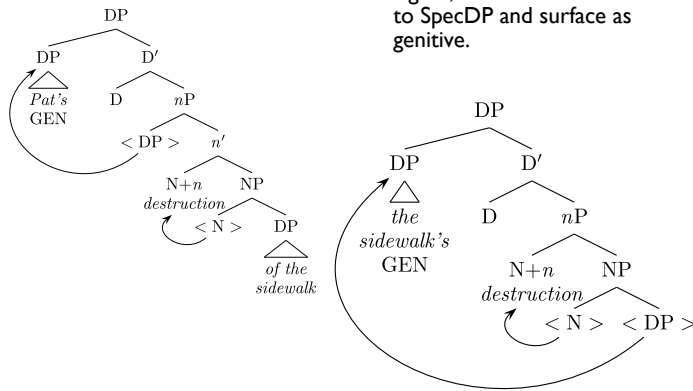 to SpecDP and surface as
genitive.
DP
DP D′
Pat's D nP
GEN
< DP > n′
N+n NP
destruction
< N > DP
of the
sidewalk
DP
DP D′
the D nP
sidewalk's
GEN N+n NP
destruction
< N > < DP >